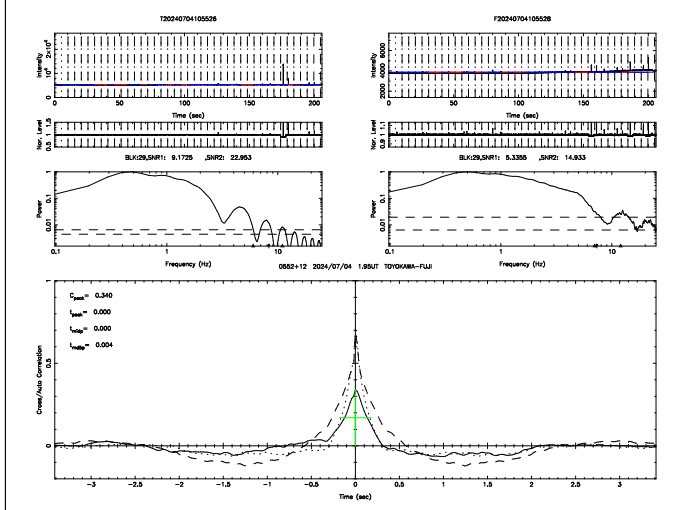 T20240704105526
F20240704105528
Intensity
0
10⁴
2×10⁴
0 50 100 150 200
Time (sec)
Intensity
2000 4000 6000
0 50 100 150 200
Time (sec)
Nor. Level
0.5 1 1.5
Nor. Level
0.9 1 1.1
BLK:29,SNR1: 9.1725 ,SNR2: 22.953
BLK:29,SNR1: 5.3355 ,SNR2: 14.933
Power
1
0.1
0.01
0.1 1 10
Frequency (Hz)
Power
1
0.1
0.01
0.1 1 10
Frequency (Hz)
0552+12 2024/07/04 1.95UT TOYOKAWA-FUJI
Cross/Auto Correlation
1
0.5
0
C_peak= 0.340
t_peak= 0.000
t_midp= 0.000
t_mdbp= 0.004
-3 -2.5 -2 -1.5 -1 -0.5 0 0.5 1 1.5 2 2.5 3
Time (sec)